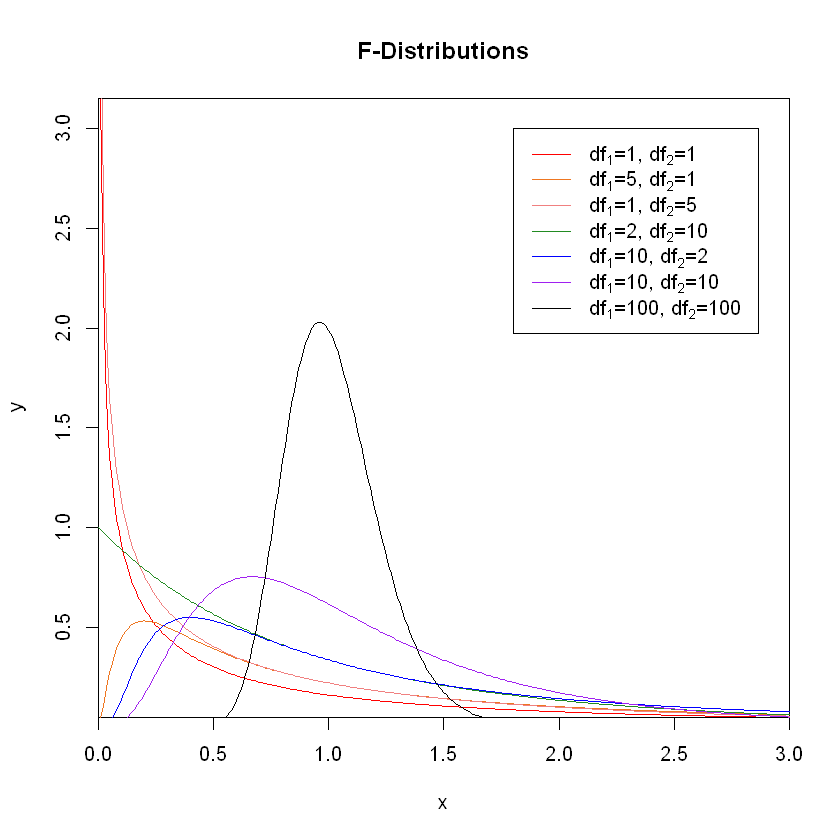 F-Distributions
3.0
2.5
2.0
1.5
1.0
0.5
y
df₁=1, df₂=1
df₁=5, df₂=1
df₁=1, df₂=5
df₁=2, df₂=10
df₁=10, df₂=2
df₁=10, df₂=10
df₁=100, df₂=100
0.0 0.5 1.0 1.5 2.0 2.5 3.0
x